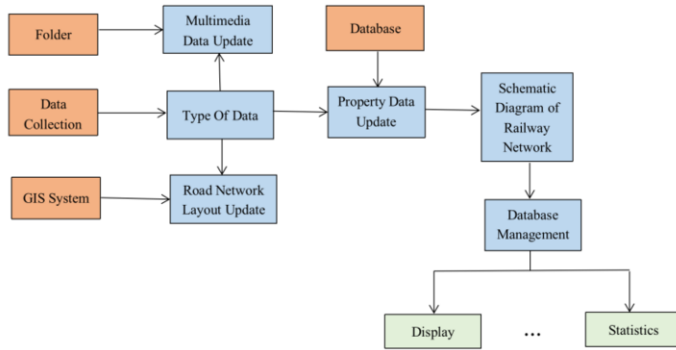 Folder
Multimedia
Data Update
Database
Data
Collection
Type Of Data
Property Data
Update
Schematic
Diagram of
Railway
Network
GIS System
Road Network
Layout Update
Database
Management
Display
...
Statistics